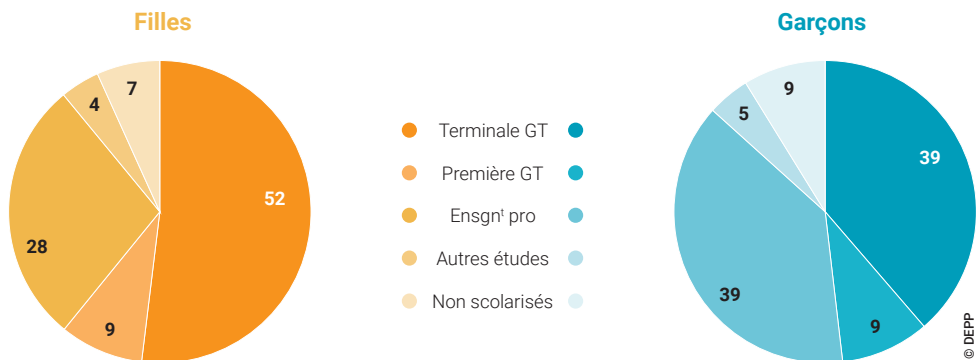 Filles
Garçons
7
4
52
28
9
Terminale GT
Première GT
Ensgnᵗ pro
Autres études
Non scolarisés
9
5
39
39
9
© DEPP